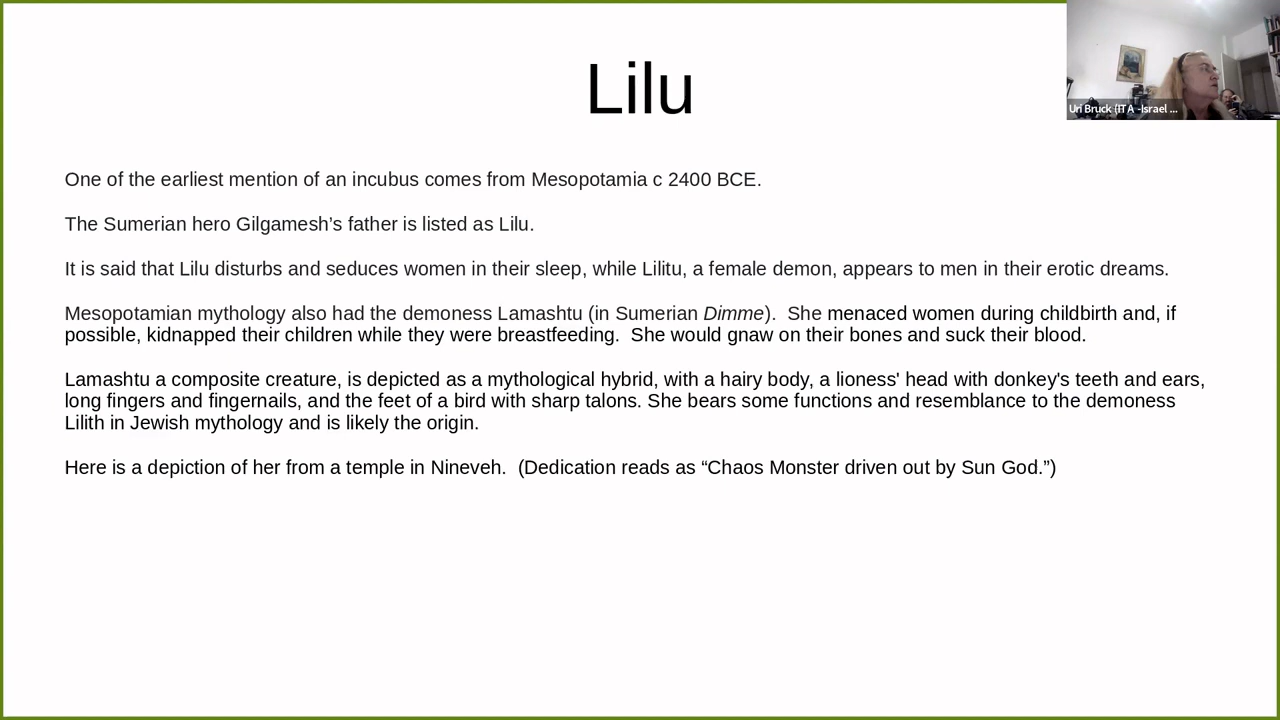 Lilu
Uri Bruck (ITA -Israel ...
One of the earliest mention of an incubus comes from Mesopotamia c 2400 BCE.
The Sumerian hero Gilgamesh’s father is listed as Lilu.
It is said that Lilu disturbs and seduces women in their sleep, while Lilitu, a female demon, appears to men in their erotic dreams.
Mesopotamian mythology also had the demoness Lamashtu (in Sumerian Dimme).  She menaced women during childbirth and, if
possible, kidnapped their children while they were breastfeeding.  She would gnaw on their bones and suck their blood.
Lamashtu a composite creature, is depicted as a mythological hybrid, with a hairy body, a lioness' head with donkey's teeth and ears,
long fingers and fingernails, and the feet of a bird with sharp talons. She bears some functions and resemblance to the demoness
Lilith in Jewish mythology and is likely the origin.
Here is a depiction of her from a temple in Nineveh.  (Dedication reads as “Chaos Monster driven out by Sun God.”)